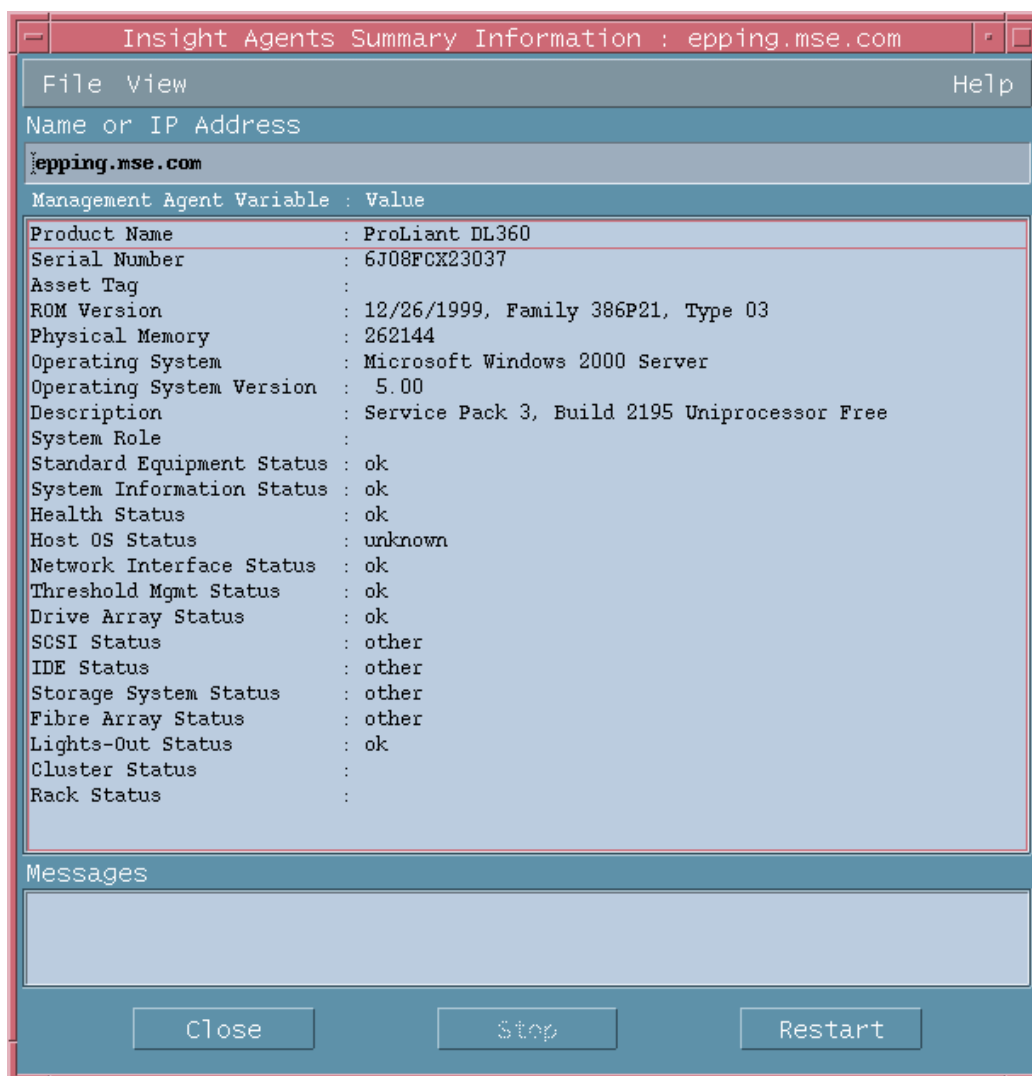 Insight Agents Summary Information : epping.mse.com
File View Help
Name or IP Address
epping.mse.com
Management Agent Variable : Value
Product Name : ProLiant DL360
Serial Number : 6J08FCX23037
Asset Tag :
ROM Version : 12/26/1999, Family 386P21, Type 03
Physical Memory : 262144
Operating System : Microsoft Windows 2000 Server
Operating System Version : 5.00
Description : Service Pack 3, Build 2195 Uniprocessor Free
System Role :
Standard Equipment Status : ok
System Information Status : ok
Health Status : ok
Host OS Status : unknown
Network Interface Status : ok
Threshold Mgmt Status : ok
Drive Array Status : ok
SCSI Status : other
IDE Status : other
Storage System Status : other
Fibre Array Status : other
Lights-Out Status : ok
Cluster Status :
Rack Status :
Messages
Close Stop Restart